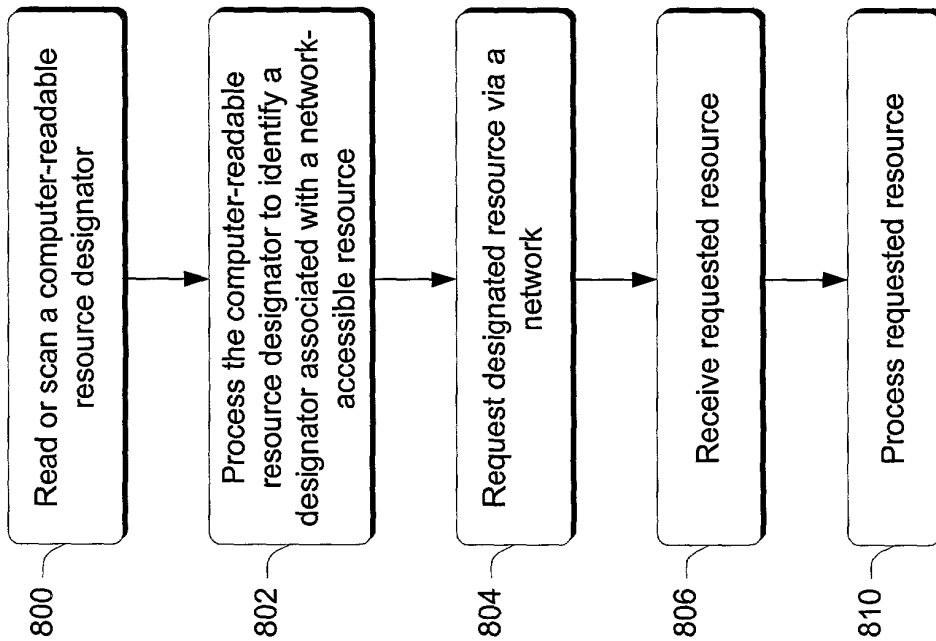 800
Read or scan a computer-readable
resource designator
802
Process the computer-readable
resource designator to identify a
designator associated with a network-
accessible resource
804
Request designated resource via a
network
806
Receive requested resource
810
Process requested resource